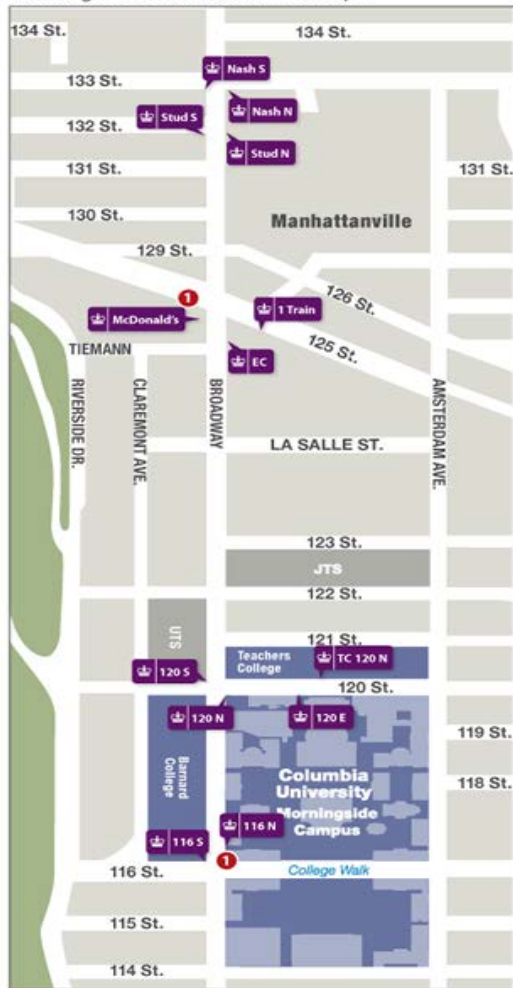 134 St.
134 St.
Nash S
133 St.
Nash N
Stud S
132 St.
Stud N
131 St.
131 St.
130 St.
Manhattanville
129 St.
126 St.
1
1 Train
McDonald's
125 St.
TIEMANN
EC
RIVERSIDE DR.
CLAREMONT AVE.
BROADWAY
AMSTERDAM AVE.
LA SALLE ST.
123 St.
JTS
122 St.
UTS
121 St.
Teachers
College
TC 120 N
120 S
120 St.
120 N
120 E
119 St.
Barnard
College
Columbia
University
Morningside
Campus
118 St.
116 N
116 S
1
116 St.
College Walk
115 St.
114 St.